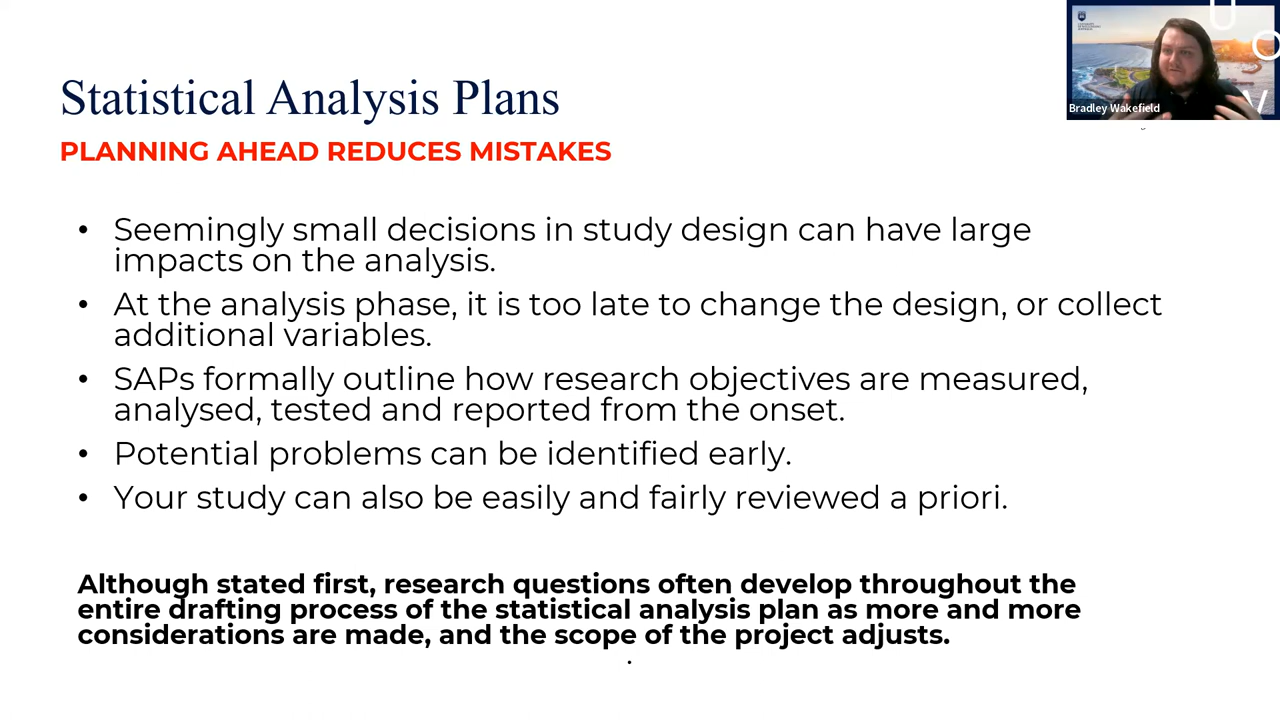 Statistical Analysis Plans
PLANNING AHEAD REDUCES MISTAKES
Bradley Wakefield
• Seemingly small decisions in study design can have large
impacts on the analysis.
• At the analysis phase, it is too late to change the design, or collect
additional variables.
• SAPs formally outline how research objectives are measured,
analysed, tested and reported from the onset.
• Potential problems can be identified early.
• Your study can also be easily and fairly reviewed a priori.
Although stated first, research questions often develop throughout the
entire drafting process of the statistical analysis plan as more and more
considerations are made, and the scope of the project adjusts.
.